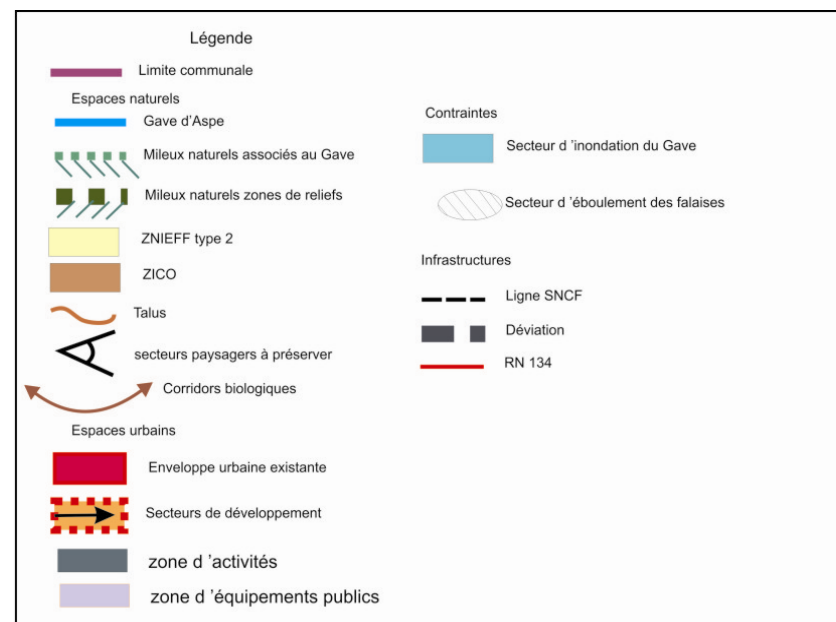 Légende
Limite communale
Espaces naturels
Gave d'Aspe
Mileux naturels associés au Gave
Mileux naturels zones de reliefs
ZNIEFF type 2
ZICO
Talus
secteurs paysagers à préserver
Corridors biologiques
Espaces urbains
Enveloppe urbaine existante
Secteurs de développement
zone d 'activités
zone d 'équipements publics
Contraintes
Secteur d 'inondation du Gave
Secteur d 'éboulement des falaises
Infrastructures
Ligne SNCF
Déviation
RN 134